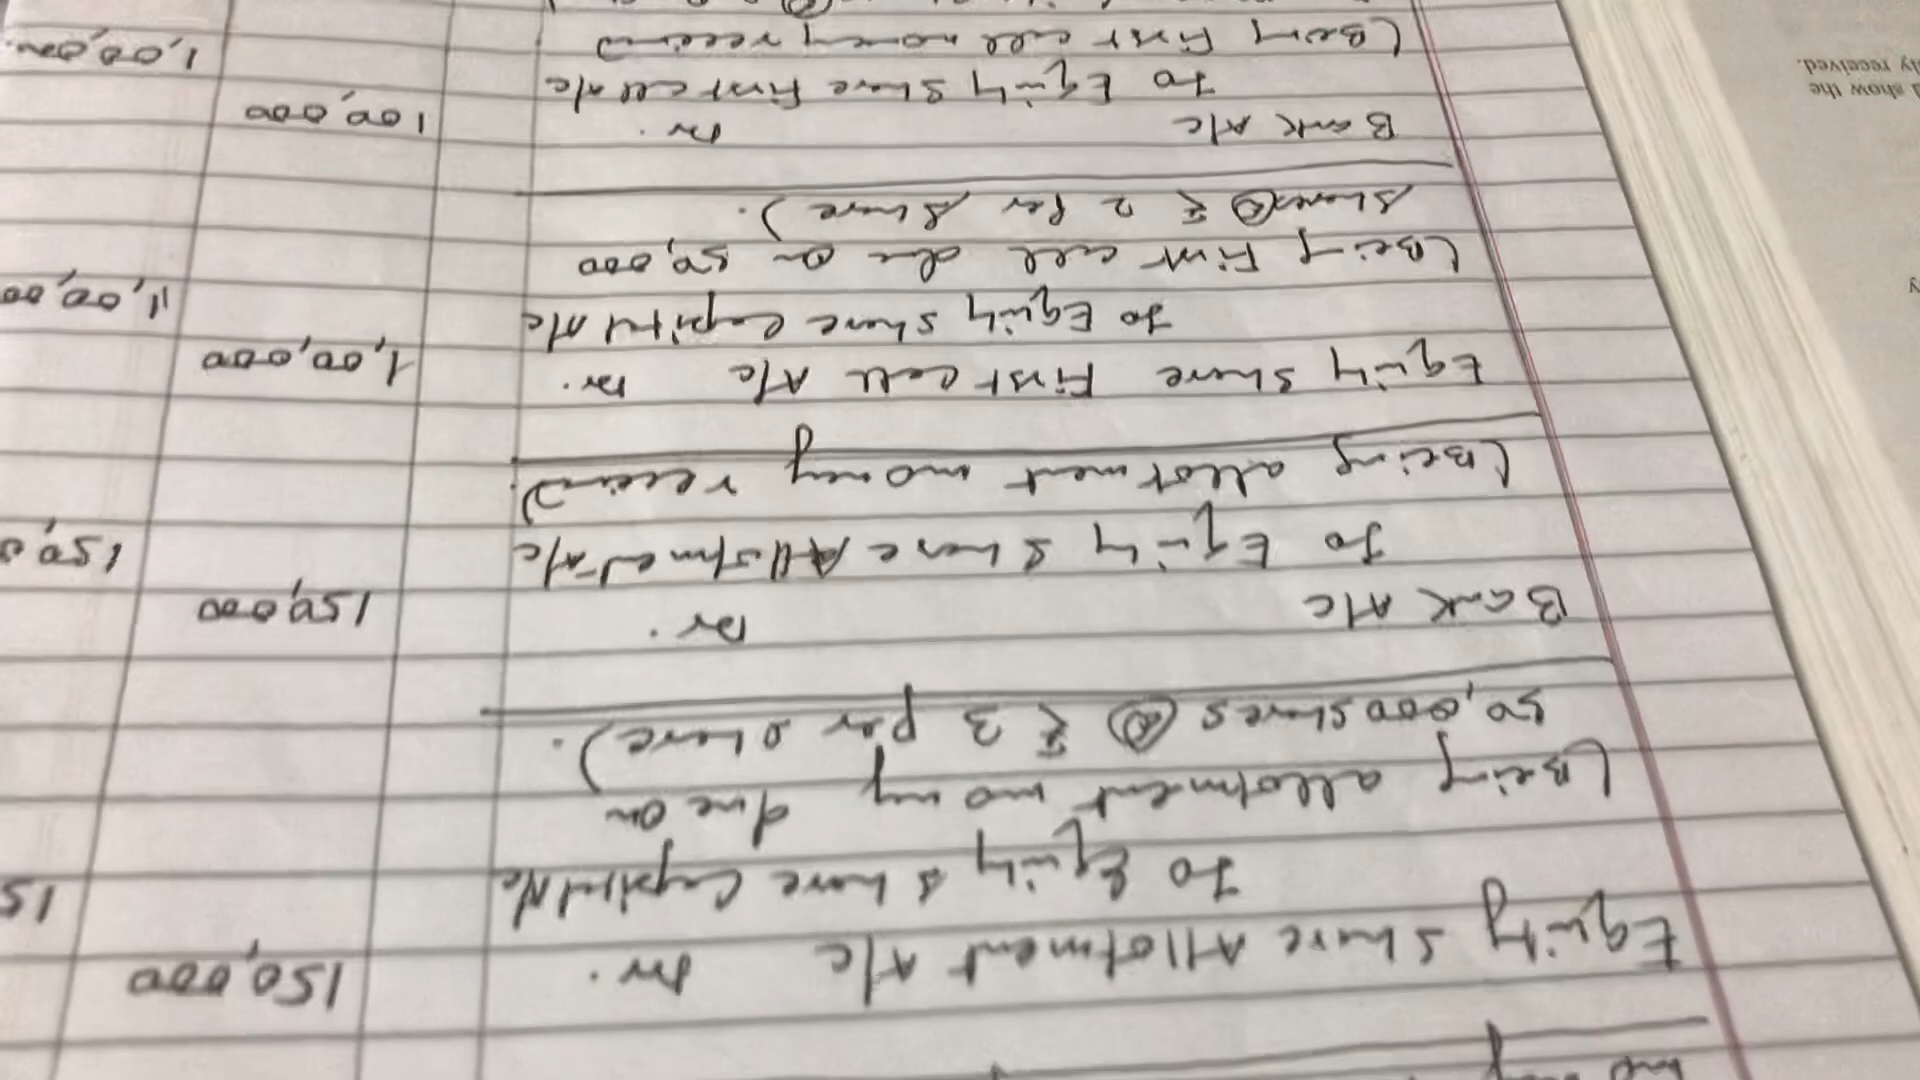 Equity Share Allotment A/c Dr. 150,000
To Equity Share Capital A/c 15
(Being allotment money due on
50,000 shares @ ₹ 3 per share).
Bank A/c Dr. 150,000
To Equity Share Allotment A/c 150,0
(Being allotment money received)
Equity Share First Call A/c Dr. 1,00,000
To Equity Share Capital A/c 1,00,00
(Being First call due on 50,000
shares @ ₹ 2 per share).
Bank A/c Dr. 100,000
To Equity Share First call A/c 1,00,00
(Being First call money received)
d show the
ly received.